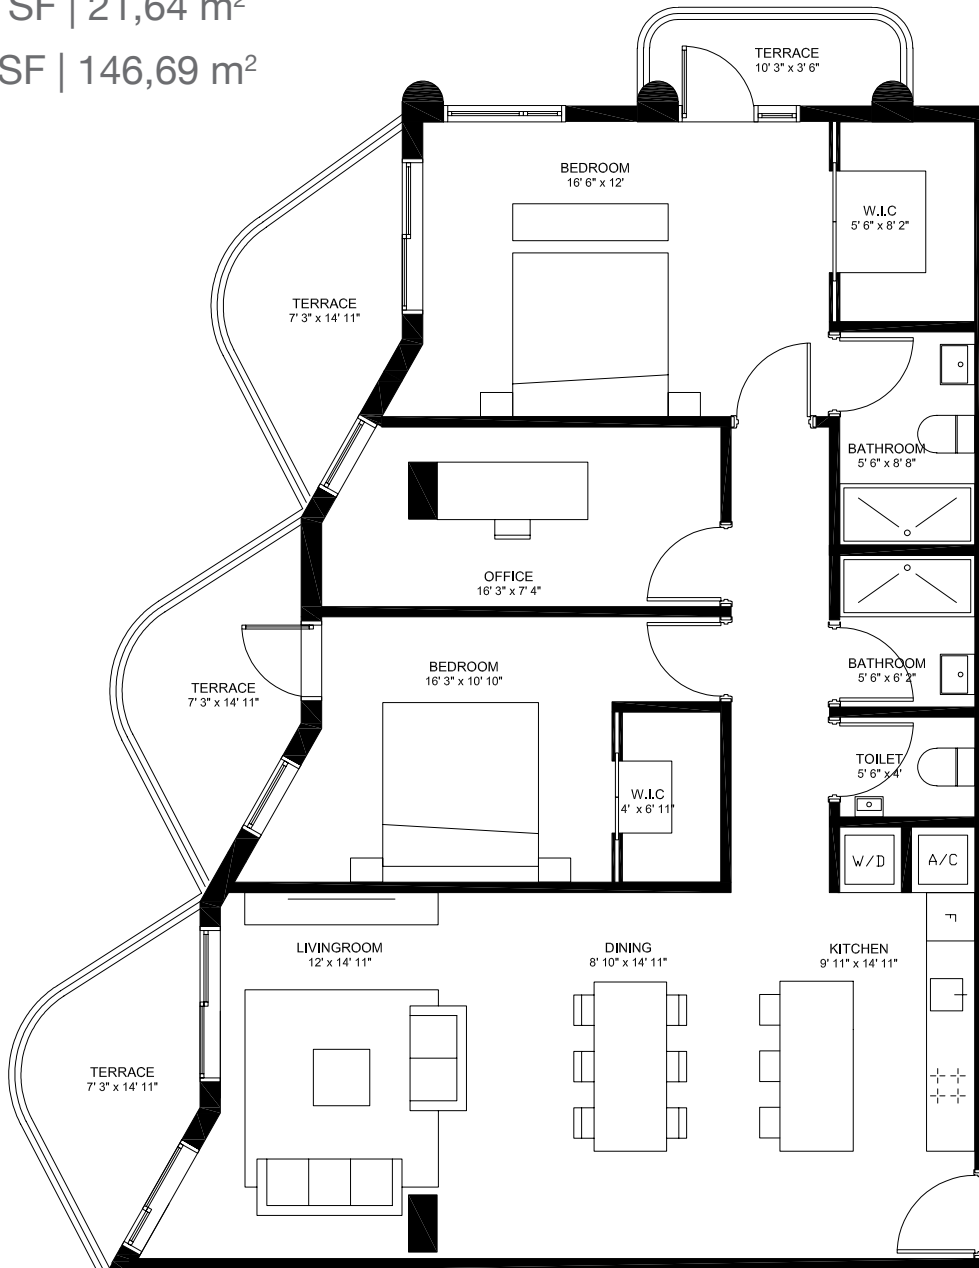 SF | 21,64 m²
SF | 146,69 m²
TERRACE
10' 3" x 3' 6"
BEDROOM
16' 6" x 12'
W.I.C
5' 6" x 8' 2"
TERRACE
7' 3" x 14' 11"
BATHROOM
5' 6" x 8' 8"
OFFICE
16' 3" x 7' 4"
BEDROOM
16' 3" x 10' 10"
BATHROOM
5' 6" x 6' 2"
TERRACE
7' 3" x 14' 11"
TOILET
5' 6" x 4'
W.I.C
4' x 6' 11"
W/D
A/C
F
LIVINGROOM
12' x 14' 11"
DINING
8' 10" x 14' 11"
KITCHEN
9' 11" x 14' 11"
TERRACE
7' 3" x 14' 11"